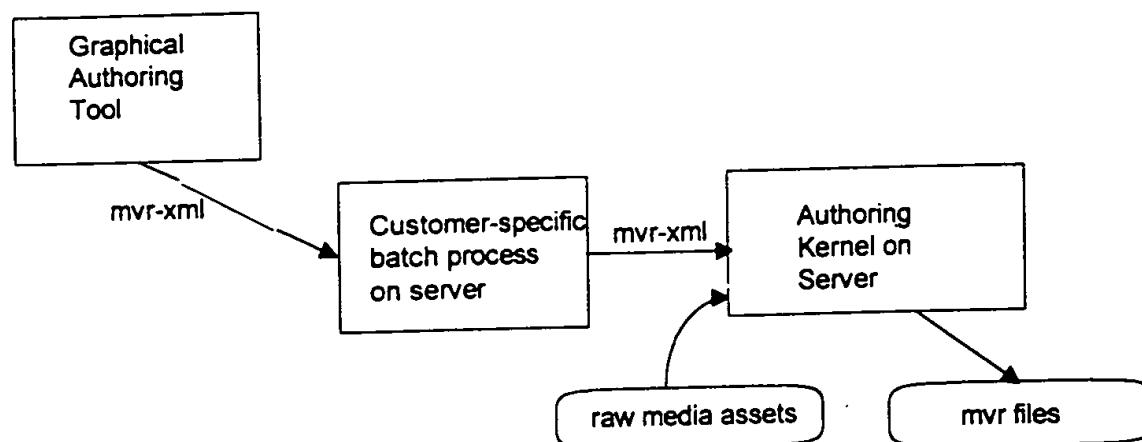 Graphical
Authoring
Tool
mvr-xml
Customer-specific
batch process
on server
mvr-xml
Authoring
Kernel on
Server
raw media assets
mvr files